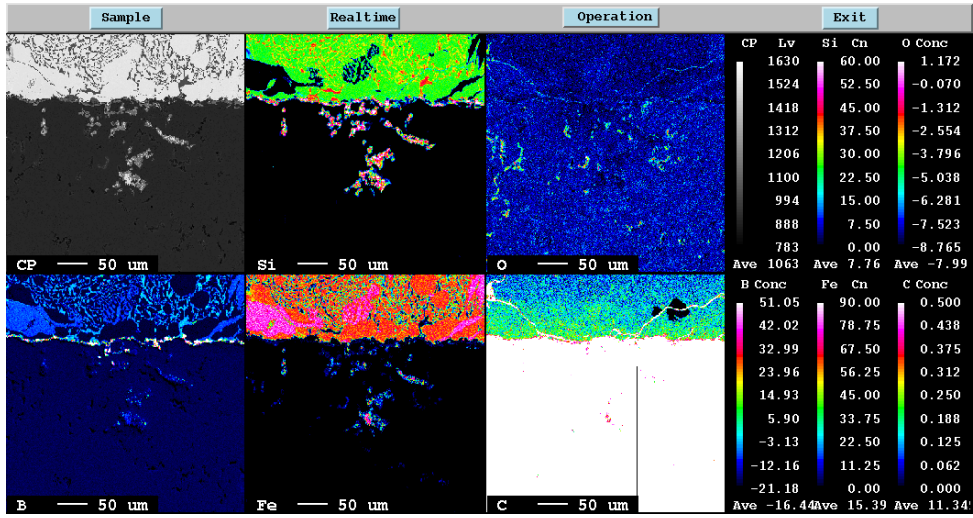 Sample Realtime Operation Exit
CP Lv Si Cn O Conc
1630 60.00 1.172
1524 52.50 -0.070
1418 45.00 -1.312
1312 37.50 -2.554
1206 30.00 -3.796
1100 22.50 -5.038
994 15.00 -6.281
888 7.50 -7.523
783 0.00 -8.765
Ave 1063 Ave 7.76 Ave -7.99
CP 50 um Si 50 um O 50 um
B Conc Fe Cn C Conc
51.05 90.00 0.500
42.02 78.75 0.438
32.99 67.50 0.375
23.96 56.25 0.312
14.93 45.00 0.250
5.90 33.75 0.188
-3.13 22.50 0.125
-12.16 11.25 0.062
-21.18 0.00 0.000
Ave -16.44 Ave 15.39 Ave 11.34
B 50 um Fe 50 um C 50 um